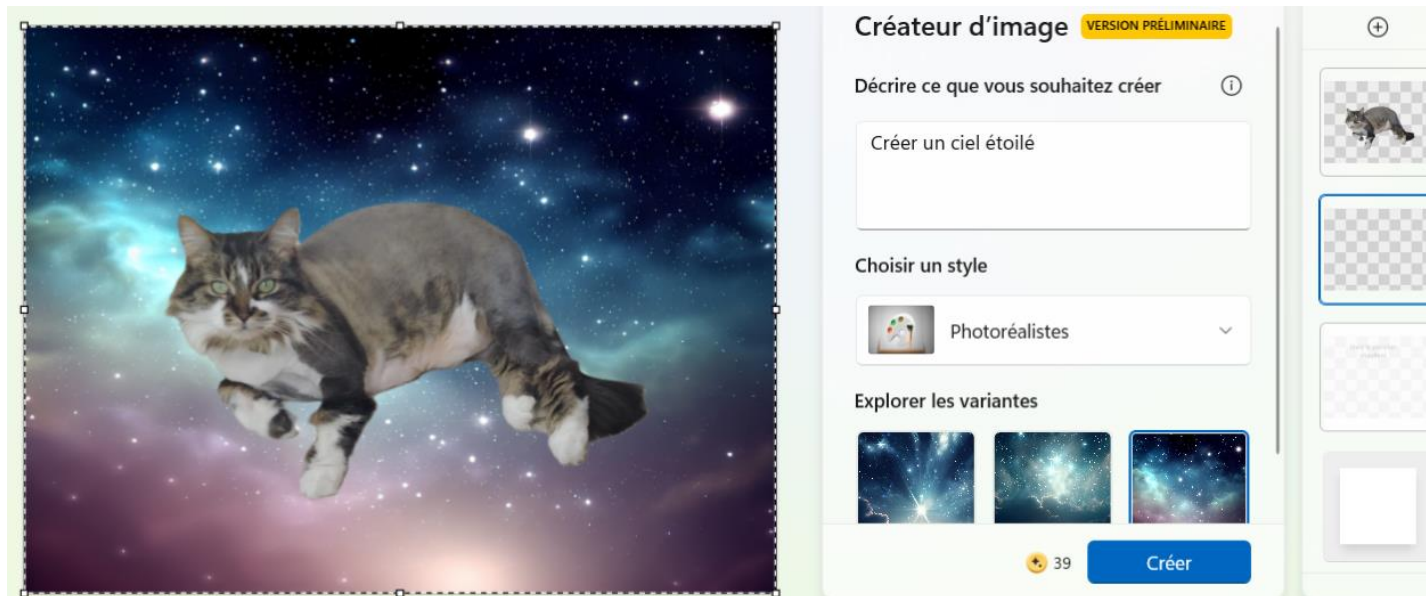 Créateur d’image
VERSION PRÉLIMINAIRE
Décrire ce que vous souhaitez créer
Créer un ciel étoilé
Choisir un style
Photoréalistes
Explorer les variantes
39
Créer